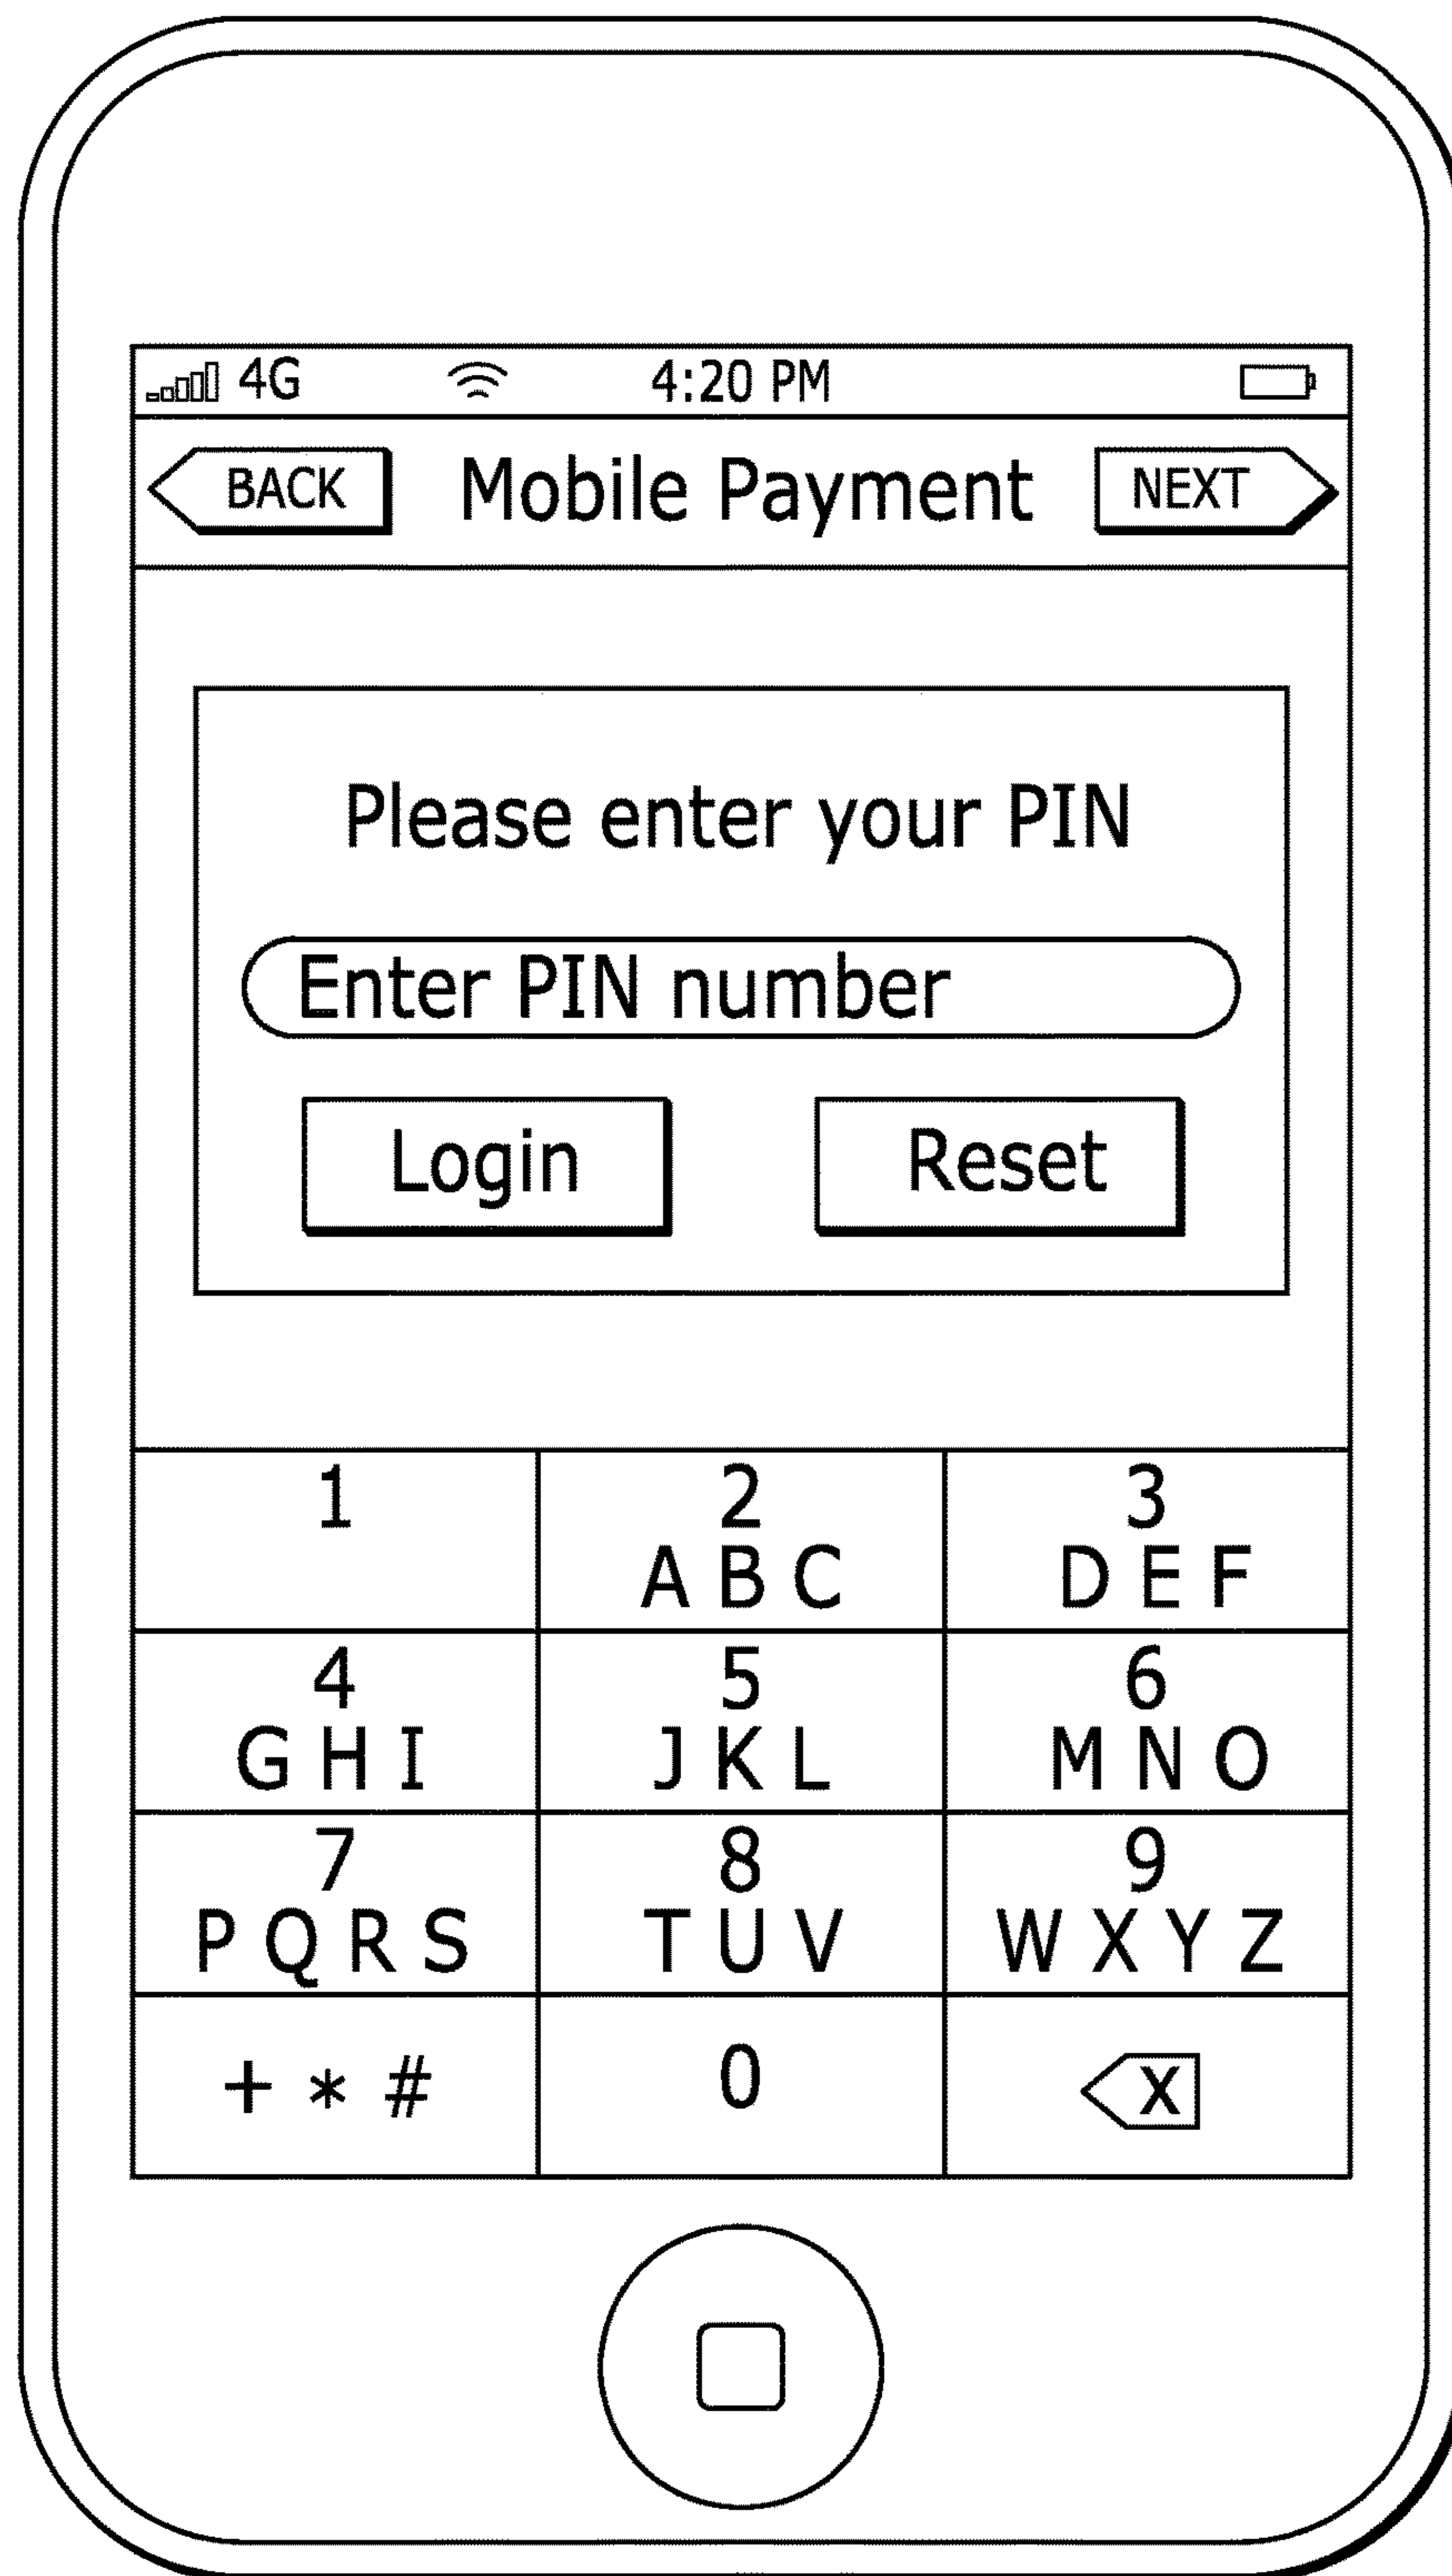 4G 4:20 PM
BACK Mobile Payment NEXT
Please enter your PIN
Enter PIN number
Login Reset
1 2 3
A B C D E F
4 5 6
G H I J K L M N O
7 8 9
P Q R S T U V W X Y Z
+ * # 0 X